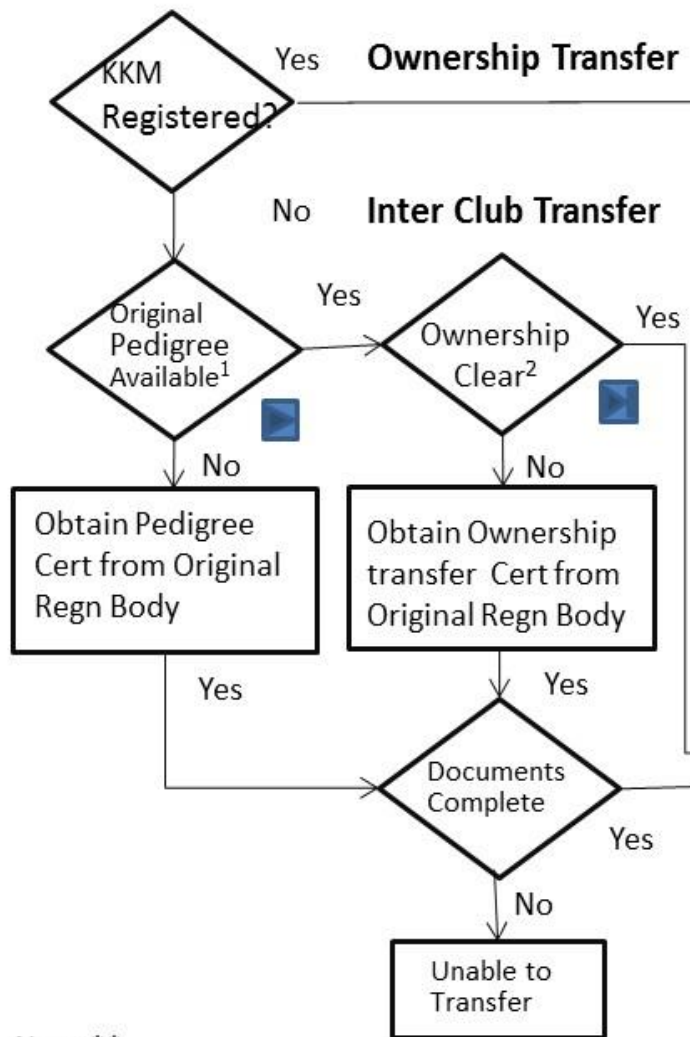 KKM
Registered?
Yes
Ownership Transfer
No
Inter Club Transfer
Original
Pedigree
Available¹
Yes
Ownership
Clear²
Yes
No
No
Obtain Pedigree
Cert from Original
Regn Body
Obtain Ownership
transfer Cert from
Original Regn Body
Yes
Yes
Documents
Complete
Yes
No
Unable to
Transfer